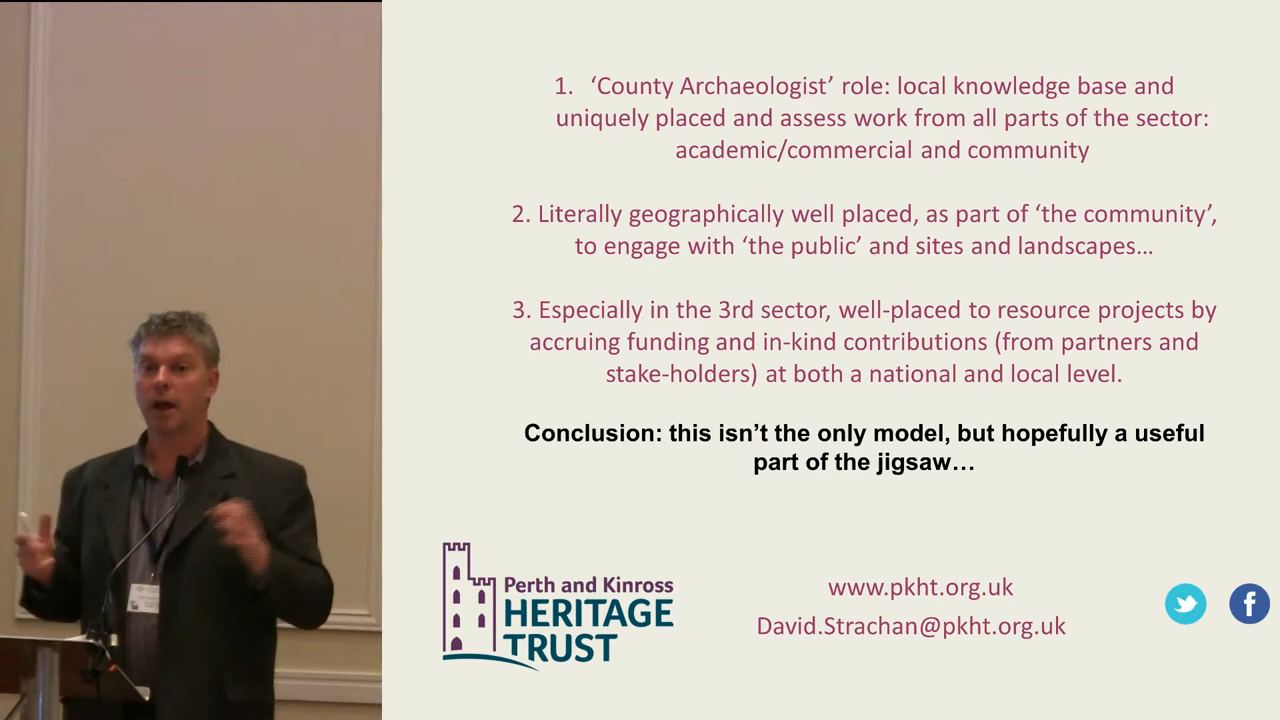 1. ‘County Archaeologist’ role: local knowledge base and
uniquely placed and assess work from all parts of the sector:
academic/commercial and community
2. Literally geographically well placed, as part of ‘the community’,
to engage with ‘the public’ and sites and landscapes…
3. Especially in the 3rd sector, well-placed to resource projects by
accruing funding and in-kind contributions (from partners and
stake-holders) at both a national and local level.
Conclusion: this isn’t the only model, but hopefully a useful
part of the jigsaw…
Perth and Kinross
HERITAGE
TRUST
www.pkht.org.uk
David.Strachan@pkht.org.uk